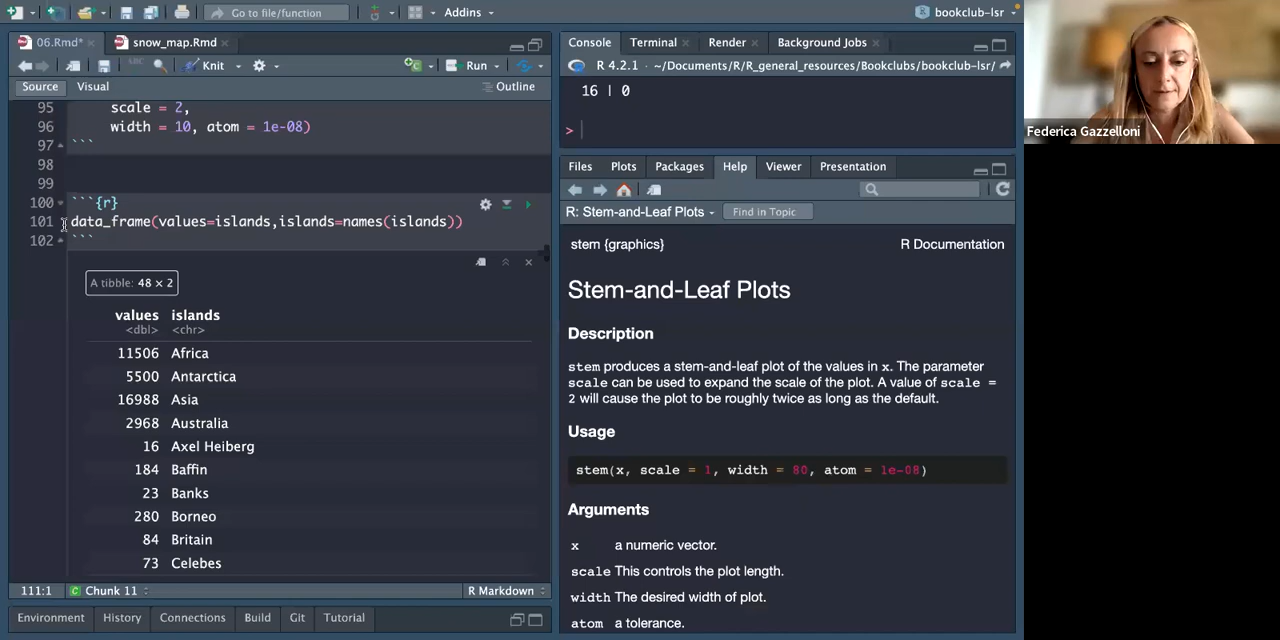 Go to file/function
Addins
bookclub-lsr
06.Rmd*
snow_map.Rmd
ABC
Knit
Run
Source
Visual
Outline
95 scale = 2,
96 width = 10, atom = 1e-08)
97 ```
98
99
100 ```{r}
101 data_frame(values=islands,islands=names(islands))
102 ```
A tibble: 48 × 2
values islands
<dbl> <chr>
11506 Africa
5500 Antarctica
16988 Asia
2968 Australia
16 Axel Heiberg
184 Baffin
23 Banks
280 Borneo
84 Britain
73 Celebes
111:1 Chunk 11 R Markdown
Environment History Connections Build Git Tutorial
Console Terminal Render Background Jobs
R 4.2.1 · ~/Documents/R/R_general_resources/Bookclubs/bookclub-lsr/
16 | 0
>
Files Plots Packages Help Viewer Presentation
R: Stem-and-Leaf Plots Find in Topic
stem {graphics} R Documentation
Stem-and-Leaf Plots
Description
stem produces a stem-and-leaf plot of the values in x. The parameter
scale can be used to expand the scale of the plot. A value of scale =
2 will cause the plot to be roughly twice as long as the default.
Usage
stem(x, scale = 1, width = 80, atom = 1e-08)
Arguments
x a numeric vector.
scale This controls the plot length.
width The desired width of plot.
atom a tolerance.
Federica Gazzelloni